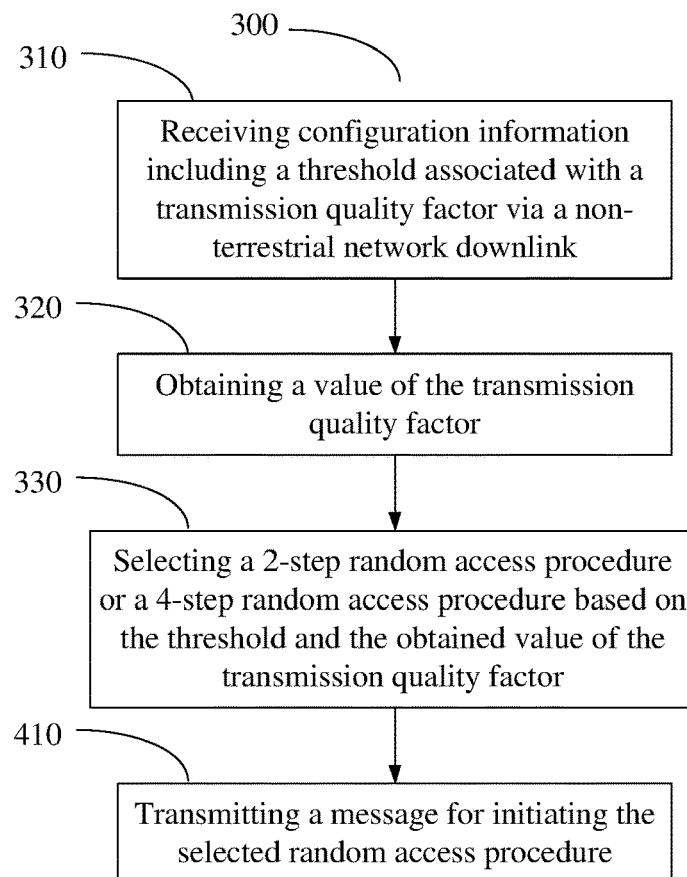 300
310
Receiving configuration information
including a threshold associated with a
transmission quality factor via a non-
terrestrial network downlink
320
Obtaining a value of the transmission
quality factor
330
Selecting a 2-step random access procedure
or a 4-step random access procedure based on
the threshold and the obtained value of the
transmission quality factor
410
Transmitting a message for initiating the
selected random access procedure